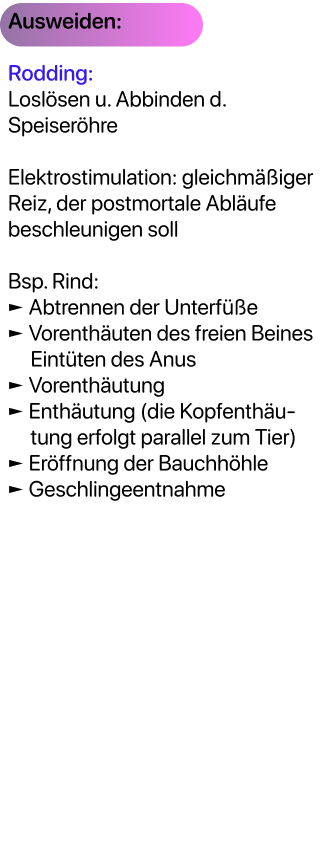 Ausweiden:
Rodding:
Loslösen u. Abbinden d.
Speiseröhre
Elektrostimulation: gleichmäßiger
Reiz, der postmortale Abläufe
beschleunigen soll
Bsp. Rind:
► Abtrennen der Unterfüße
► Vorenthäuten des freien Beines
Eintüten des Anus
► Vorenthäutung
► Enthäutung (die Kopfenthäu-
tung erfolgt parallel zum Tier)
► Eröffnung der Bauchhöhle
► Geschlingeentnahme